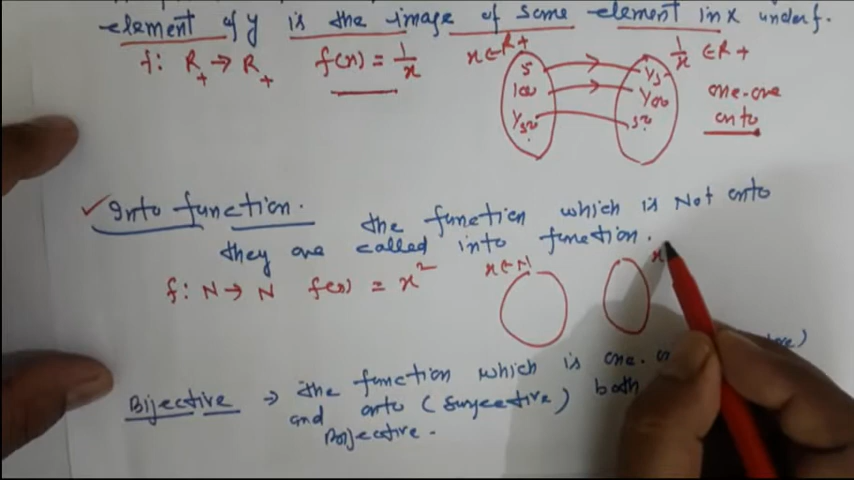 element of y is the image of some element in x under f.
f: R+ → R+ f(x) = 1/x x∈R+ 1/x ∈R+
5 1/5
100 1/100 one-one
1/50 50 onto
Into function. the function which is Not onto
they are called into function.
f: N → N f(x) = x² x∈N x
Bijective → the function which is one-
and onto (Surjective) both
Bijective.